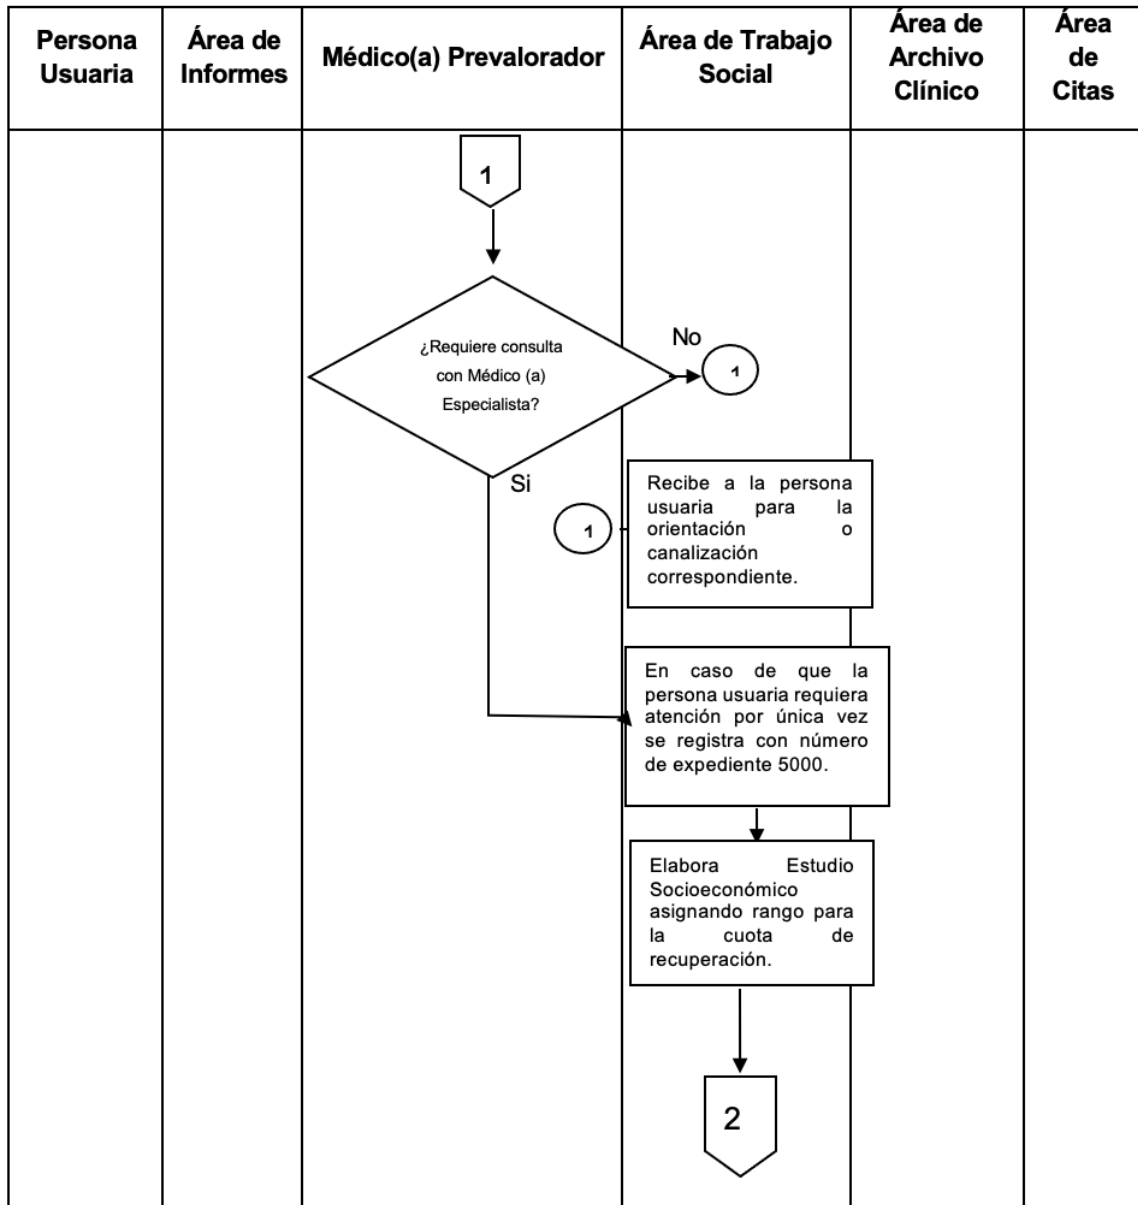 Persona
Usuaria
Área de
Informes
Médico(a) Prevalorador
Área de Trabajo
Social
Área de
Archivo
Clínico
Área
de
Citas
1
¿Requiere consulta
con Médico (a)
Especialista?
No
1
Si
1
Recibe a la persona
usuaria para la
orientación o
canalización
correspondiente.
En caso de que la
persona usuaria requiera
atención por única vez
se registra con número
de expediente 5000.
Elabora Estudio
Socioeconómico
asignando rango para
la cuota de
recuperación.
2